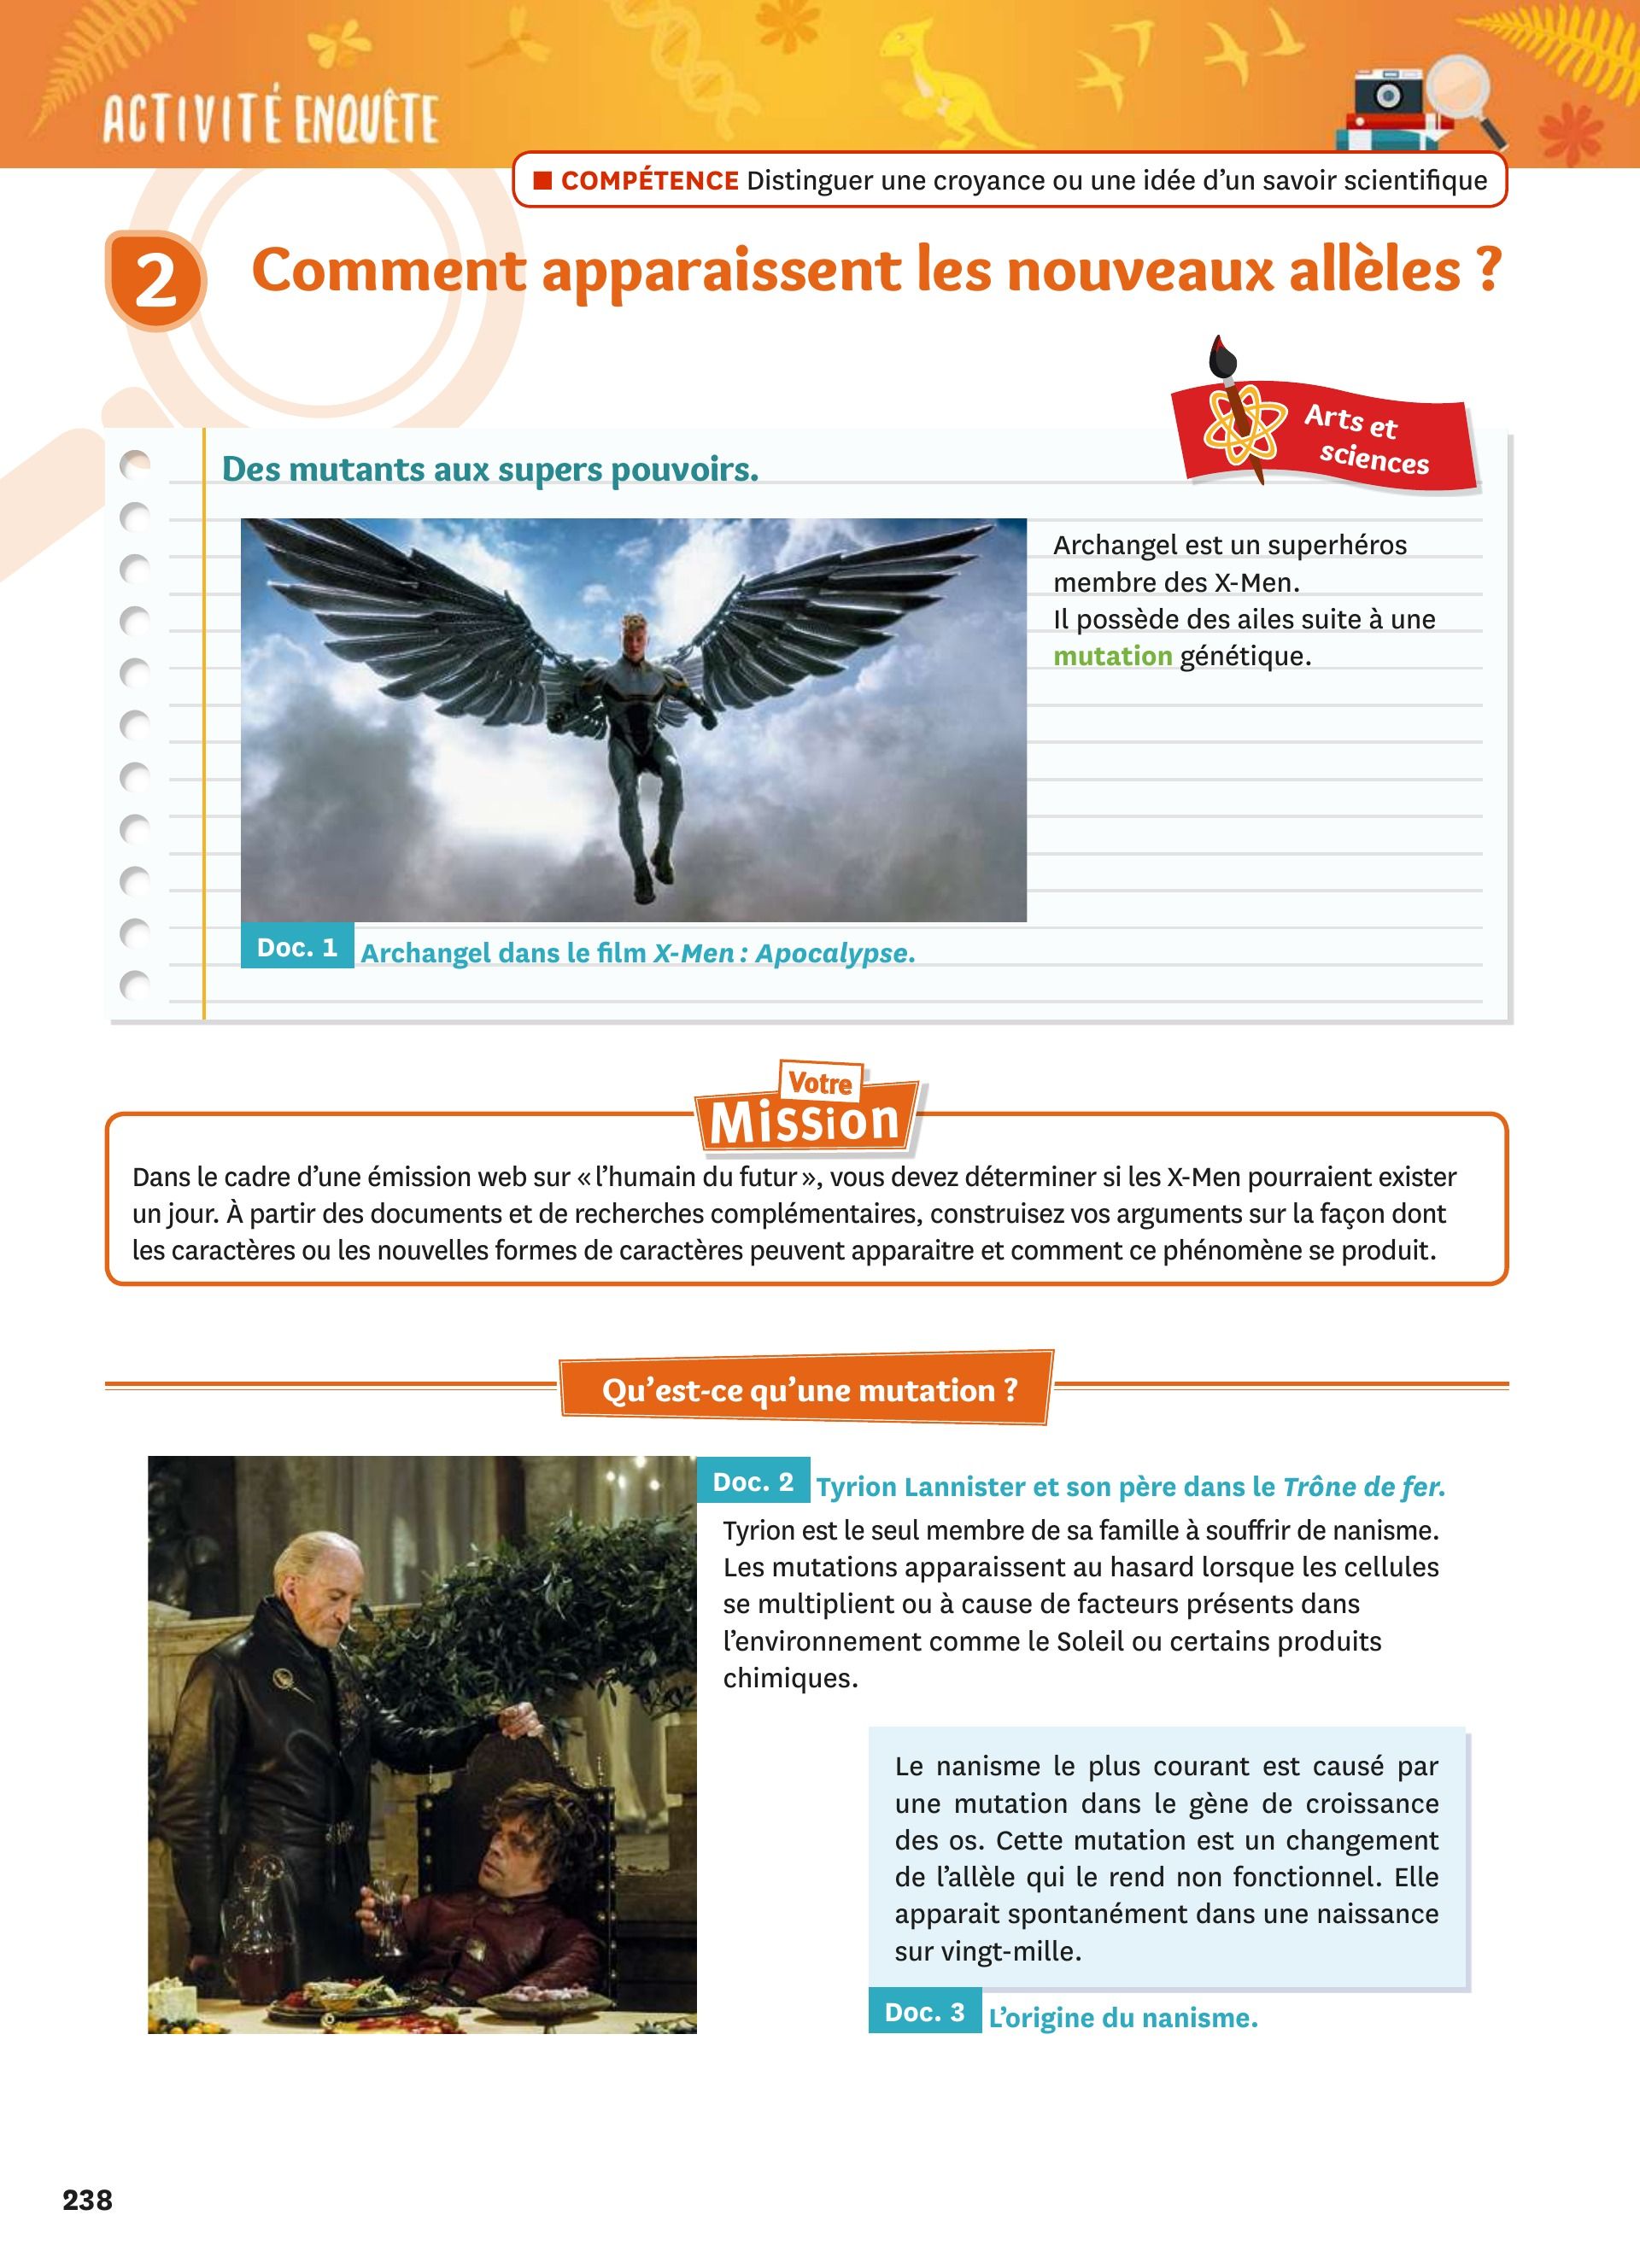 ACTIVITÉ ENQUÊTE
■ COMPÉTENCE Distinguer une croyance ou une idée d’un savoir scientifique
2
Comment apparaissent les nouveaux allèles ?
Arts et
sciences
Des mutants aux supers pouvoirs.
Archangel est un superhéros
membre des X-Men.
Il possède des ailes suite à une
mutation génétique.
Doc. 1 Archangel dans le film X-Men : Apocalypse.
Votre
Mission
Dans le cadre d’une émission web sur « l’humain du futur », vous devez déterminer si les X-Men pourraient exister
un jour. À partir des documents et de recherches complémentaires, construisez vos arguments sur la façon dont
les caractères ou les nouvelles formes de caractères peuvent apparaitre et comment ce phénomène se produit.
Qu’est-ce qu’une mutation ?
Doc. 2 Tyrion Lannister et son père dans le Trône de fer.
Tyrion est le seul membre de sa famille à souffrir de nanisme.
Les mutations apparaissent au hasard lorsque les cellules
se multiplient ou à cause de facteurs présents dans
l’environnement comme le Soleil ou certains produits
chimiques.
Le nanisme le plus courant est causé par
une mutation dans le gène de croissance
des os. Cette mutation est un changement
de l’allèle qui le rend non fonctionnel. Elle
apparait spontanément dans une naissance
sur vingt-mille.
Doc. 3 L’origine du nanisme.
238